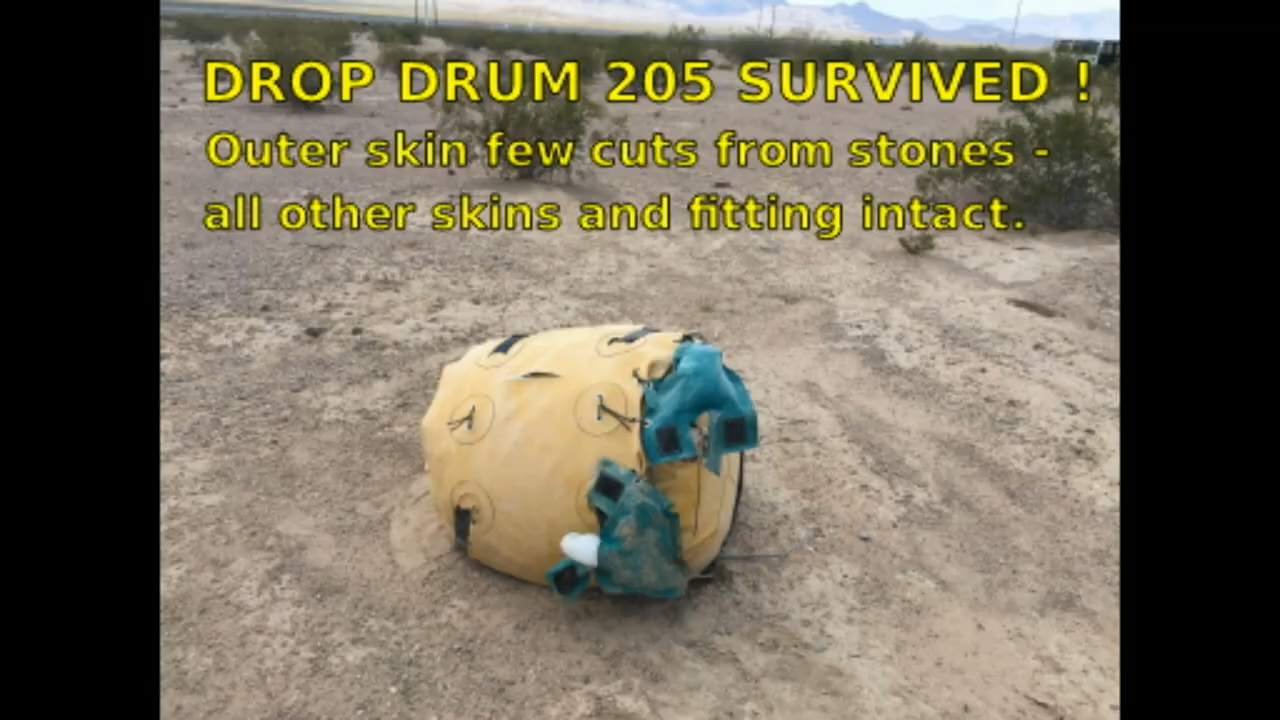 DROP DRUM 205 SURVIVED !
Outer skin few cuts from stones -
all other skins and fitting intact.